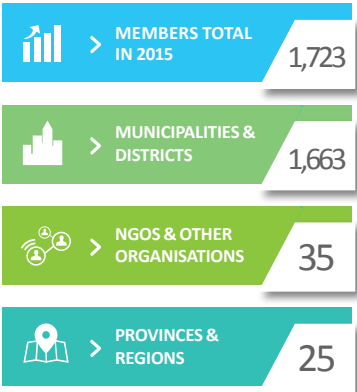 MEMBERS TOTAL
IN 2015
1,723
MUNICIPALITIES &
DISTRICTS
1,663
NGOS & OTHER
ORGANISATIONS
35
PROVINCES &
REGIONS
25